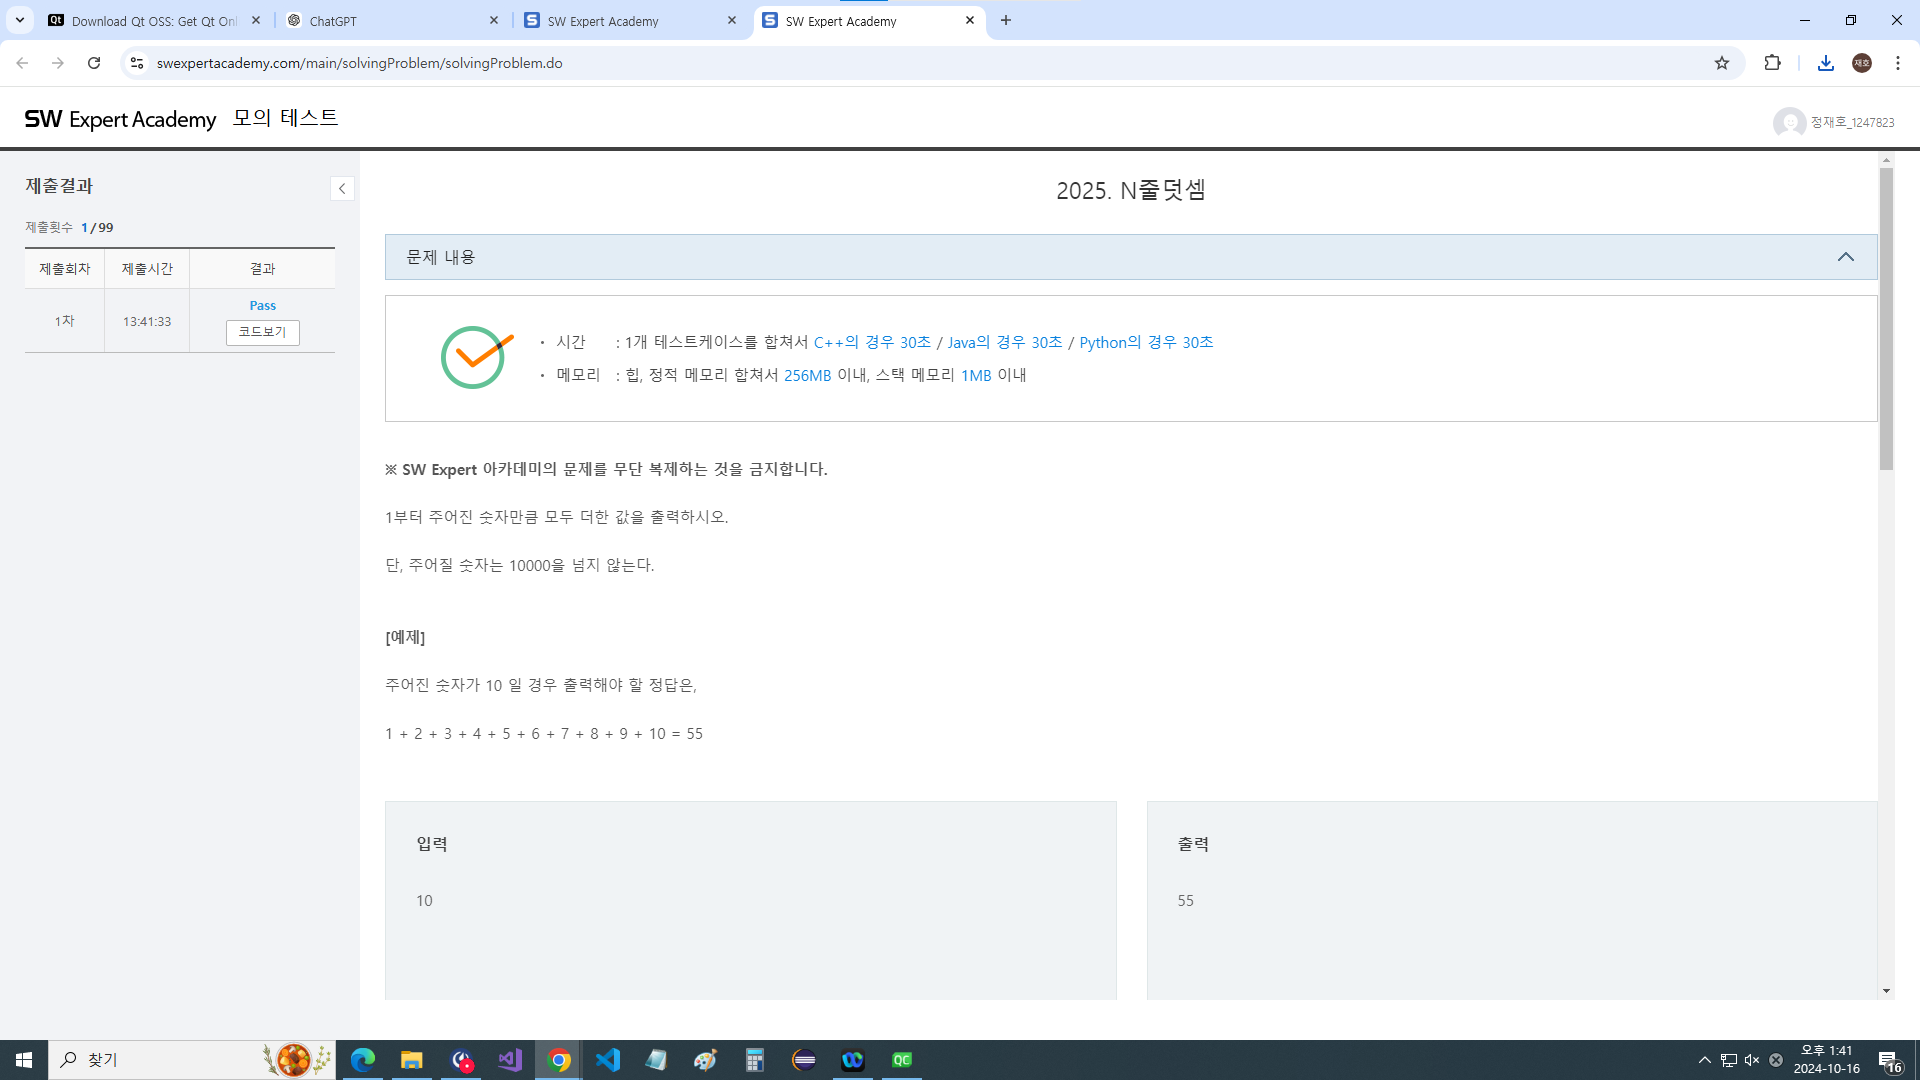 Download Qt OSS: Get Qt Onl
ChatGPT
SW Expert Academy
SW Expert Academy
swexpertacademy.com/main/solvingProblem/solvingProblem.do
재호
SW Expert Academy 모의 테스트
정재호_1247823
제출결과
제출횟수 1 / 99
제출회차 제출시간 결과
1차 13:41:33 Pass
코드보기
2025. N줄덧셈
문제 내용
• 시간 : 1개 테스트케이스를 합쳐서 C++의 경우 30초 / Java의 경우 30초 / Python의 경우 30초
• 메모리 : 힙, 정적 메모리 합쳐서 256MB 이내, 스택 메모리 1MB 이내
※ SW Expert 아카데미의 문제를 무단 복제하는 것을 금지합니다.
1부터 주어진 숫자만큼 모두 더한 값을 출력하시오.
단, 주어질 숫자는 10000을 넘지 않는다.
[예제]
주어진 숫자가 10 일 경우 출력해야 할 정답은,
1 + 2 + 3 + 4 + 5 + 6 + 7 + 8 + 9 + 10 = 55
입력
10
출력
55
찾기
QC
오후 1:41
2024-10-16
16